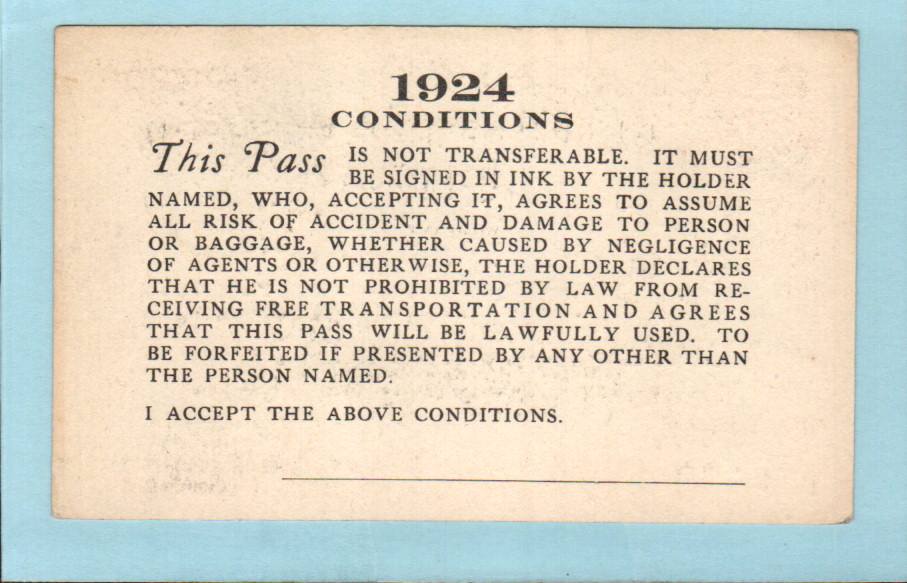 1924
CONDITIONS
This Pass IS NOT TRANSFERABLE. IT MUST
BE SIGNED IN INK BY THE HOLDER
NAMED, WHO, ACCEPTING IT, AGREES TO ASSUME
ALL RISK OF ACCIDENT AND DAMAGE TO PERSON
OR BAGGAGE, WHETHER CAUSED BY NEGLIGENCE
OF AGENTS OR OTHERWISE, THE HOLDER DECLARES
THAT HE IS NOT PROHIBITED BY LAW FROM RE-
CEIVING FREE TRANSPORTATION AND AGREES
THAT THIS PASS WILL BE LAWFULLY USED. TO
BE FORFEITED IF PRESENTED BY ANY OTHER THAN
THE PERSON NAMED.
I ACCEPT THE ABOVE CONDITIONS.